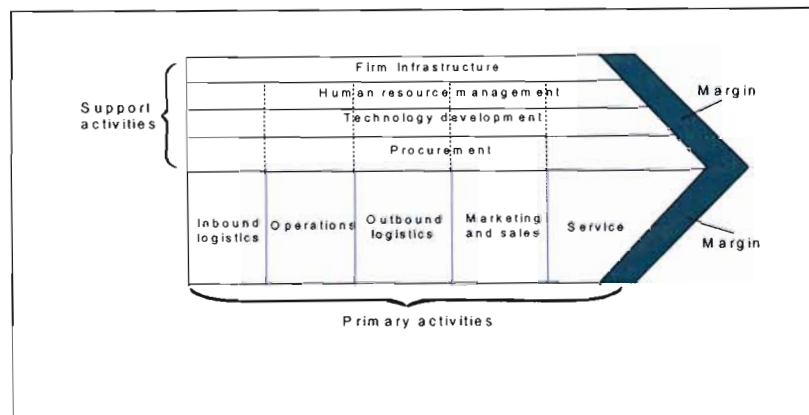 Firm Infrastructure
Human resource management
Technology development
Procurement
Support
activities
Margin
Inbound
logistics
Operations
Outbound
logistics
Marketing
and sales
Service
Margin
Primary activities